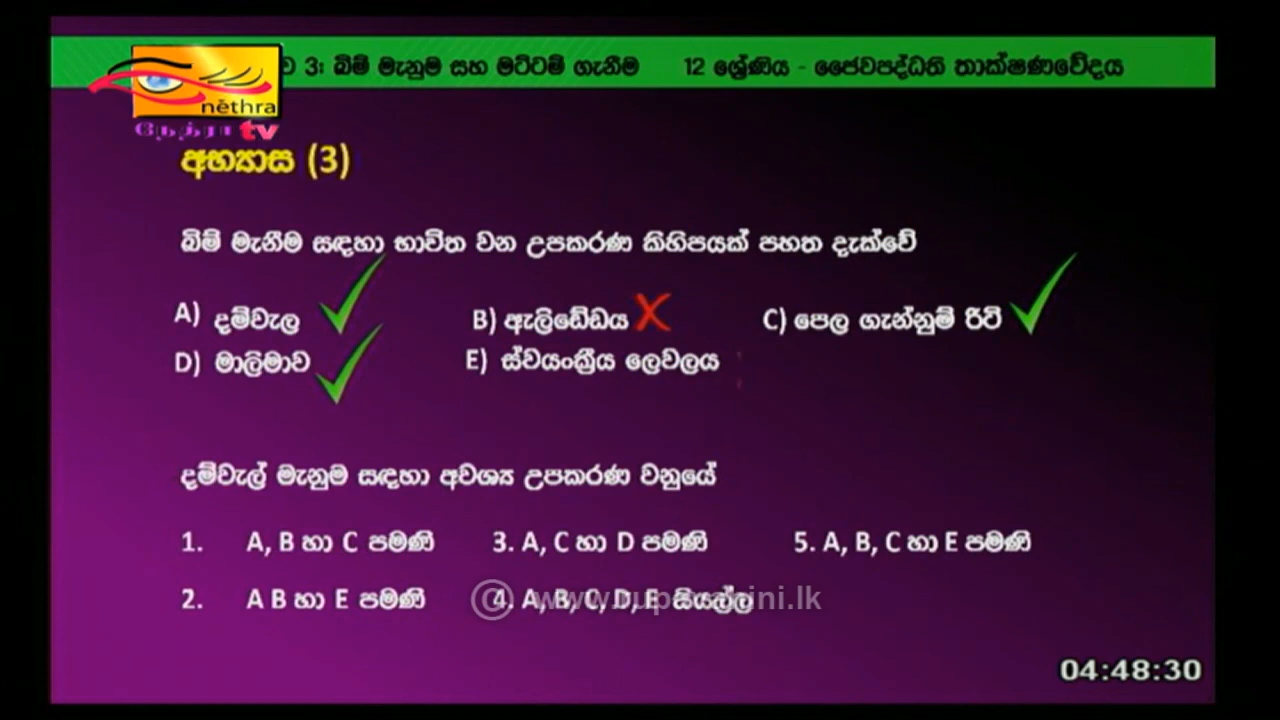 ව 3: බිම් මැනුම සහ මට්ටම් ගැනීම 12 ශ්‍රේණිය - ජෛවපද්ධති තාක්ෂණවේදය
nēthra
நேத்ரா tv
අභ්‍යාස (3)
බිම් මැනීම සඳහා භාවිත වන උපකරණ කිහිපයක් පහත දැක්වේ
A) දම්වැල B) ඇලිඩේඩය C) පෙල ගැන්නුම් රිටි
D) මාලිමාව E) ස්වයංක්‍රීය ලෙවලය
දම්වැල් මැනුම සඳහා අවශ්‍ය උපකරණ වනුයේ
1. A, B හා C පමණි 3. A, C හා D පමණි 5. A, B, C හා E පමණි
2. A B හා E පමණි 4. A, B, C, D, E සියල්ල
04:48:30